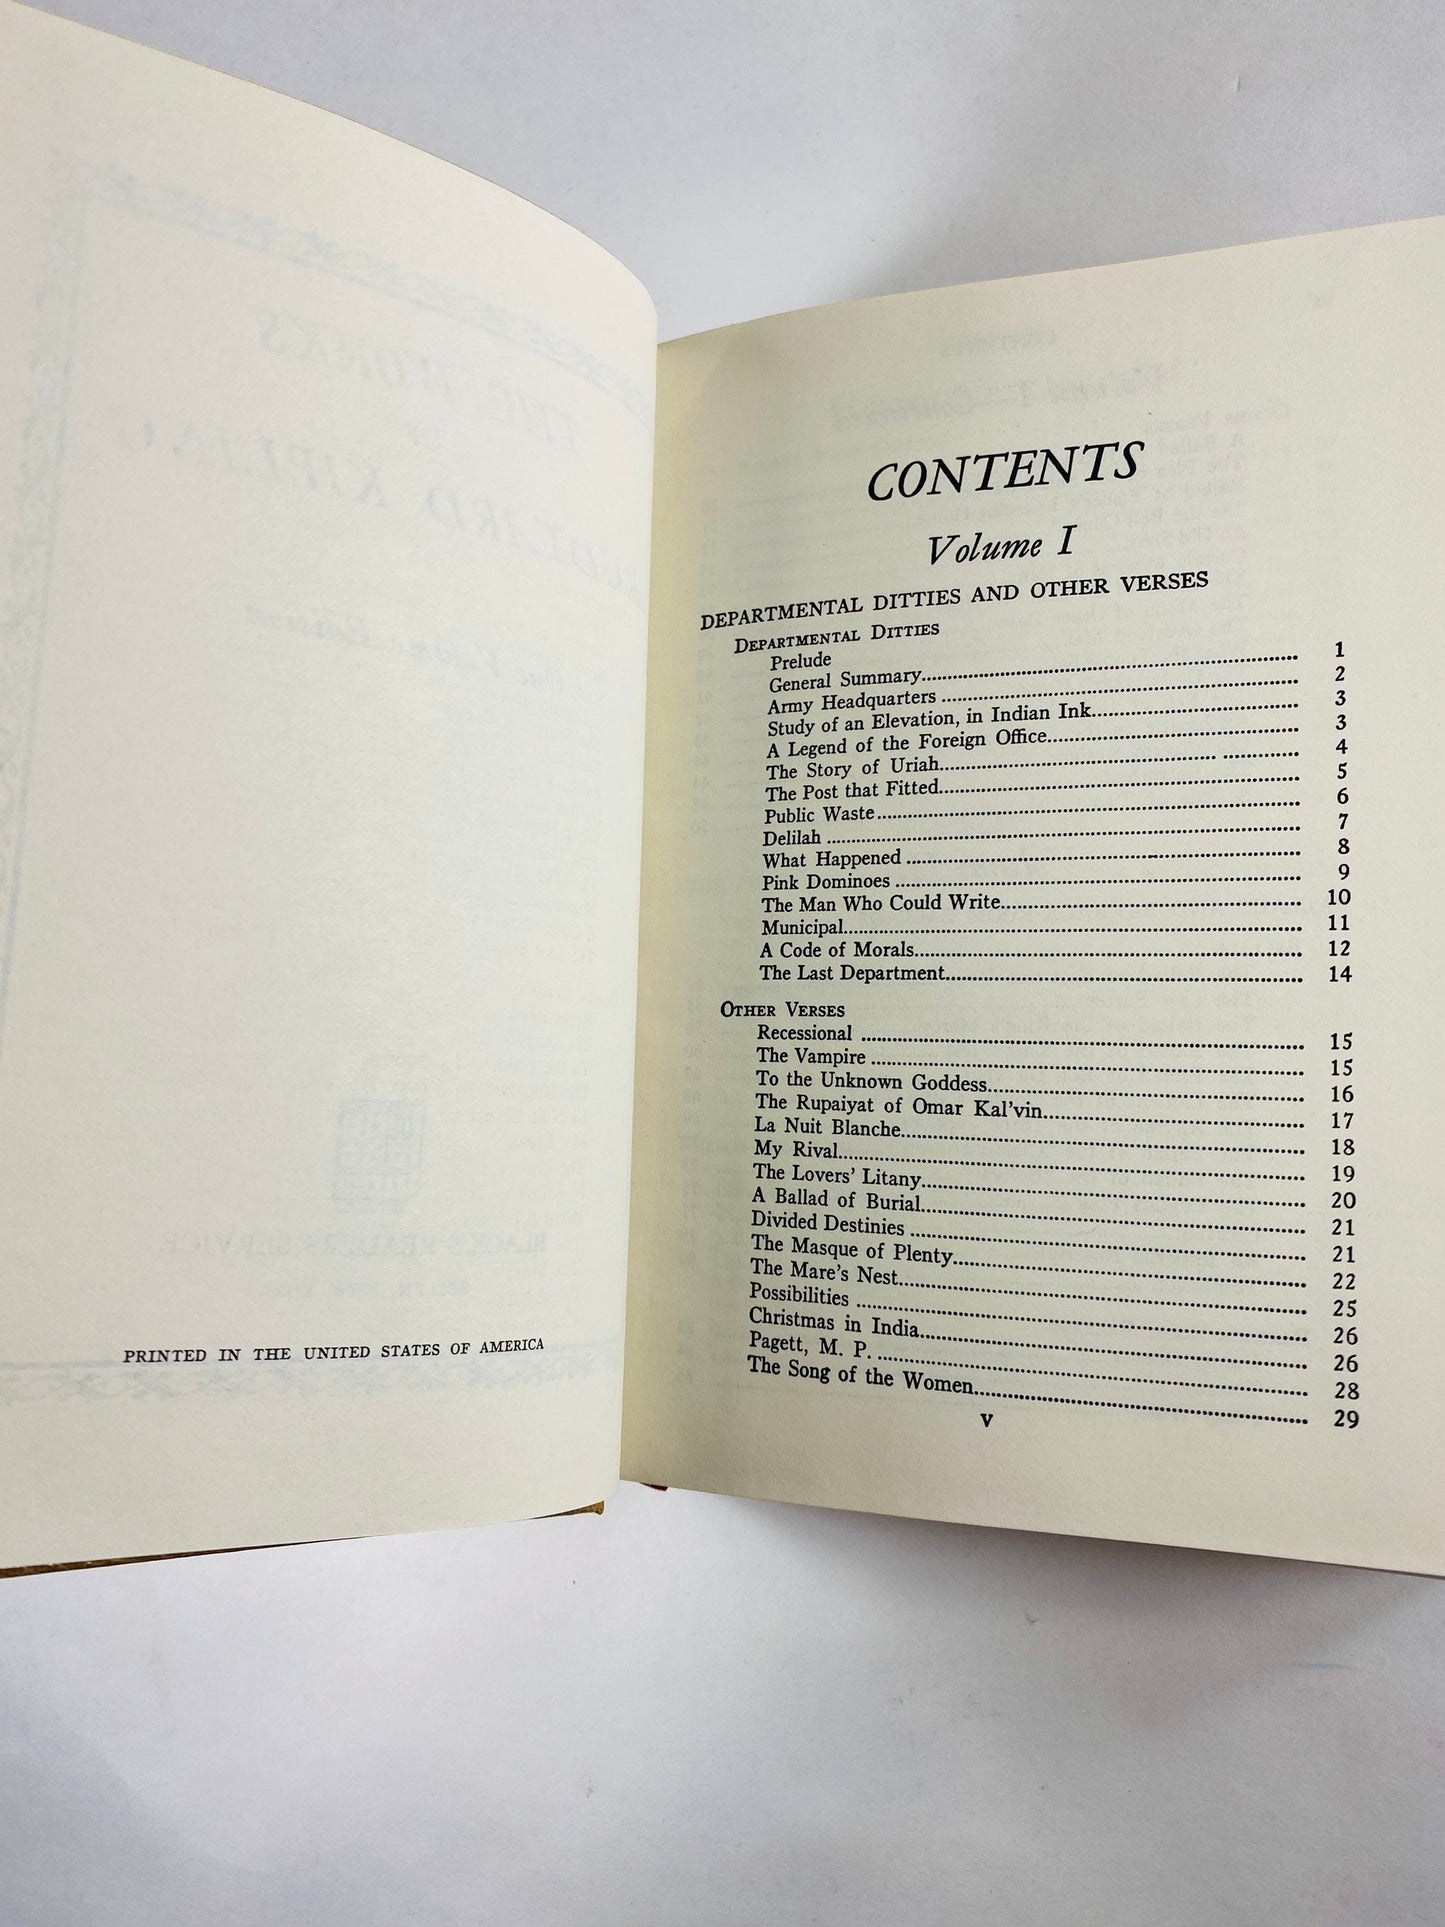 PRINTED IN THE UNITED STATES OF AMERICA
CONTENTS
Volume I
DEPARTMENTAL DITTIES AND OTHER VERSES
DEPARTMENTAL DITTIES
Prelude 1
General Summary 2
Army Headquarters 3
Study of an Elevation, in Indian Ink 3
A Legend of the Foreign Office 4
The Story of Uriah 5
The Post that Fitted 6
Public Waste 7
Delilah 8
What Happened 9
Pink Dominoes 10
The Man Who Could Write 11
Municipal 12
A Code of Morals 12
The Last Department 14
OTHER VERSES
Recessional 15
The Vampire 15
To the Unknown Goddess 16
The Rupaiyat of Omar Kal'vin 17
La Nuit Blanche 18
My Rival 19
The Lovers' Litany 20
A Ballad of Burial 21
Divided Destinies 21
The Masque of Plenty 22
The Mare's Nest 25
Possibilities 26
Christmas in India 26
Pagett, M. P. 28
The Song of the Women 29
v